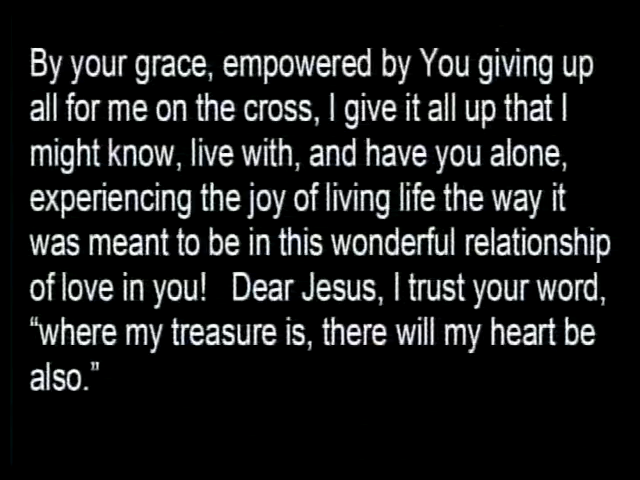 By your grace, empowered by You giving up
all for me on the cross, I give it all up that I
might know, live with, and have you alone,
experiencing the joy of living life the way it
was meant to be in this wonderful relationship
of love in you!   Dear Jesus, I trust your word,
“where my treasure is, there will my heart be
also.”